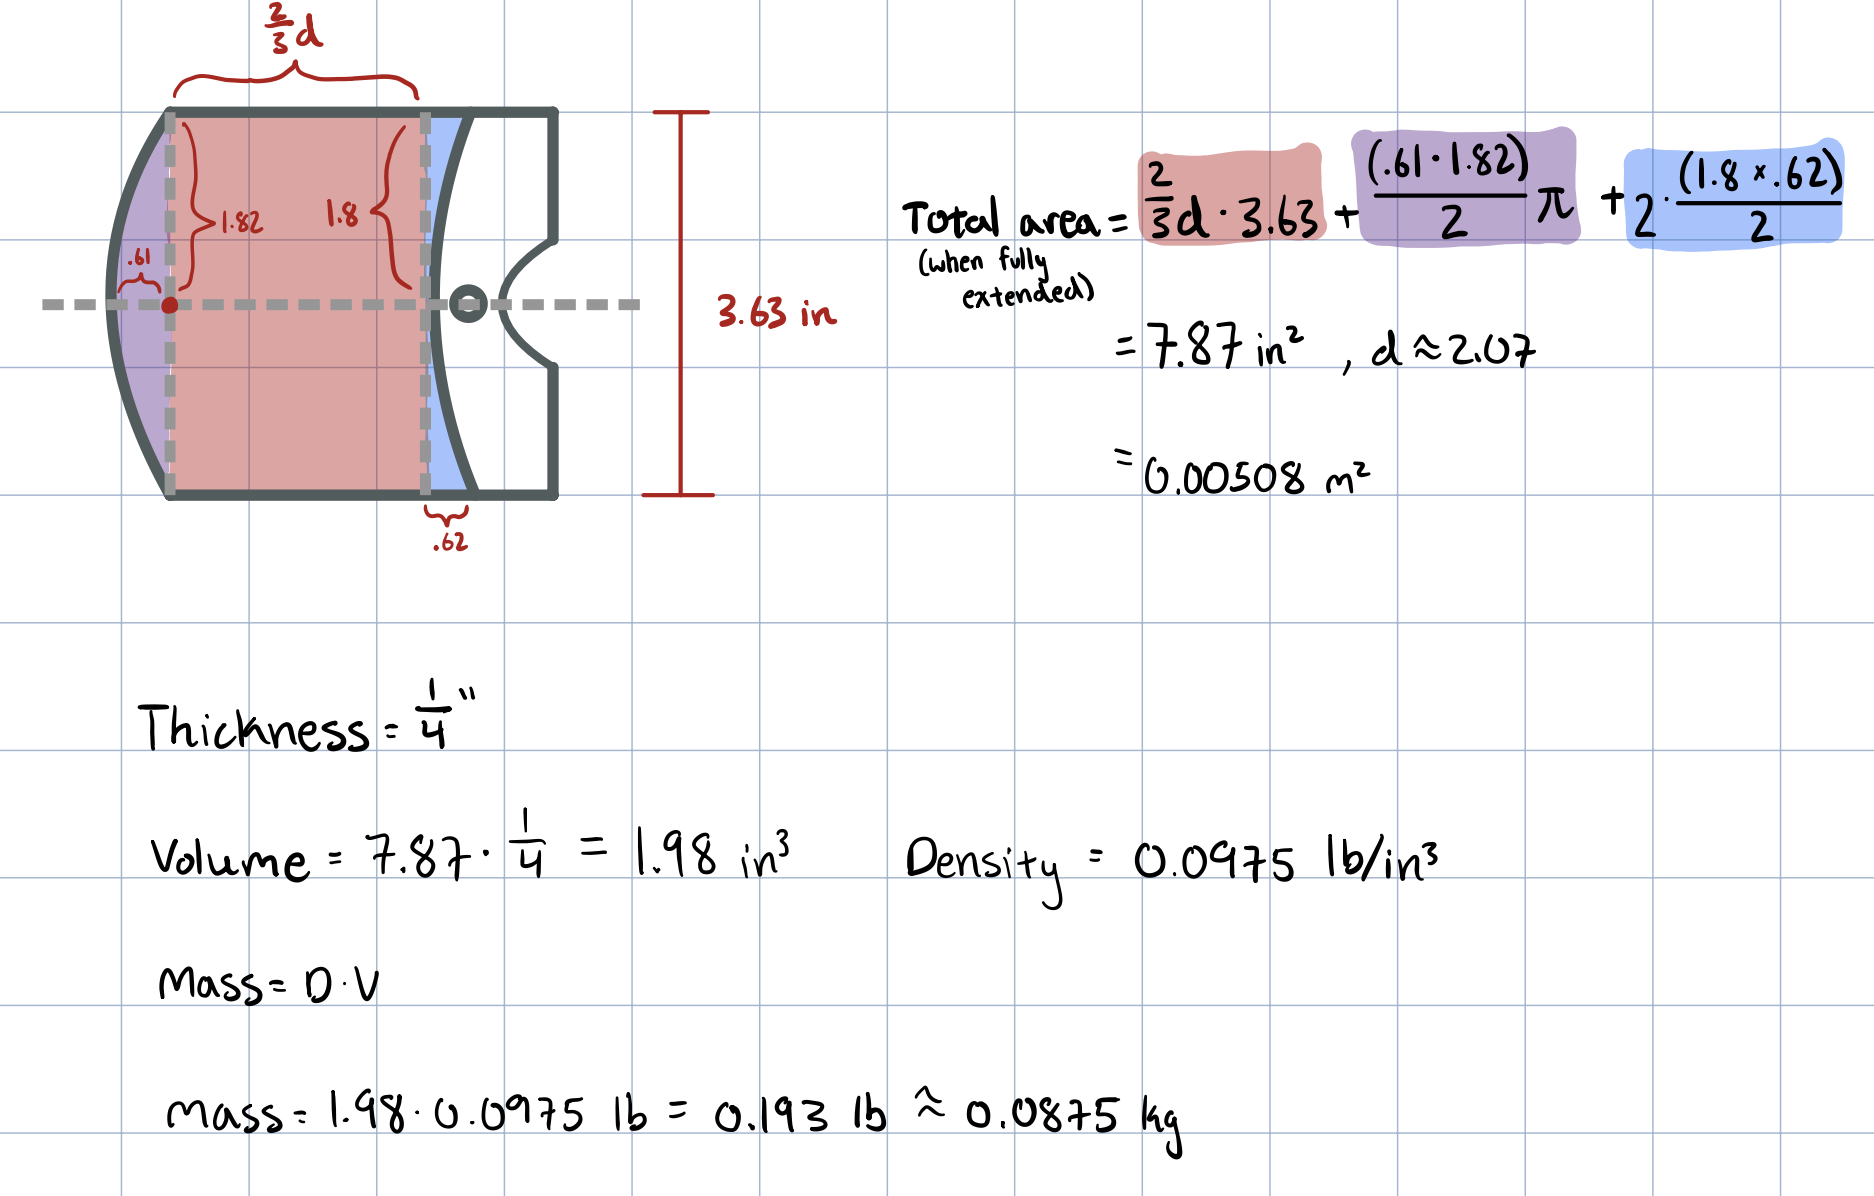 2/3 d
1.82
1.8
.61
3.63 in
.62
Total area = 2/3 d · 3.63 + (.61 · 1.82)/2 π + 2 · (1.8 × .62)/2
(when fully
extended)
= 7.87 in² , d ≈ 2.07
= 0.00508 m²
Thickness = 1/4"
Volume = 7.87 · 1/4 = 1.98 in³
Density = 0.0975 lb/in³
Mass = D · V
Mass = 1.98 · 0.0975 lb = 0.193 lb ≈ 0.0875 kg